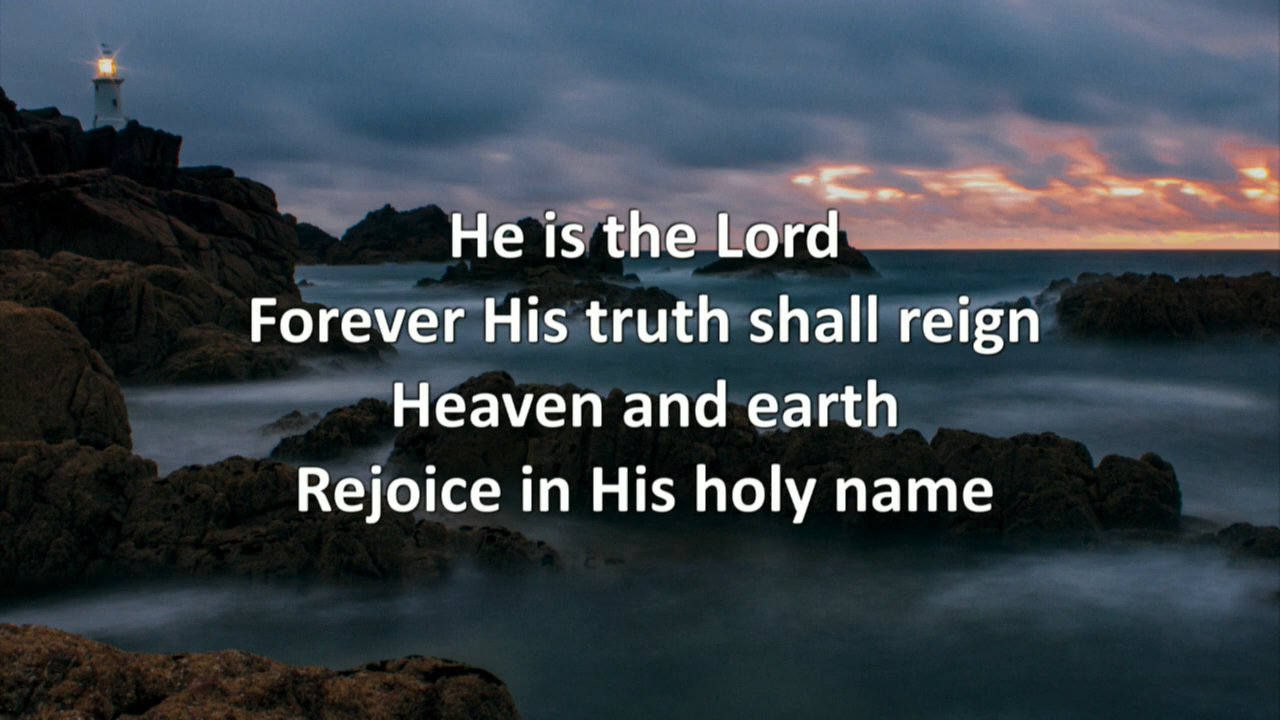 He is the Lord
Forever His truth shall reign
Heaven and earth
Rejoice in His holy name